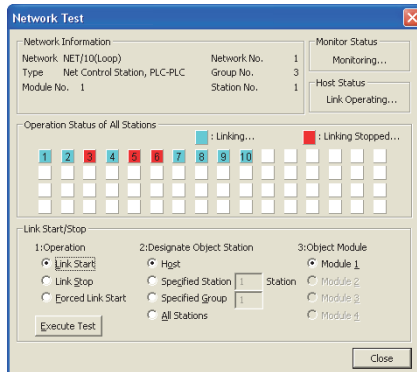 Network Test
Network Information
Network NET/10(Loop) Network No. 1
Type Net Control Station, PLC-PLC Group No. 3
Module No. 1 Station No. 1
Monitor Status
Monitoring...
Host Status
Link Operating...
Operation Status of All Stations
: Linking... : Linking Stopped...
1 2 3 4 5 6 7 8 9 10
Link Start/Stop
1:Operation 2:Designate Object Station 3:Object Module
Link Start Host Module 1
Link Stop Specified Station 1 Station Module 2
Forced Link Start Specified Group 1 Module 3
All Stations Module 4
Execute Test
Close